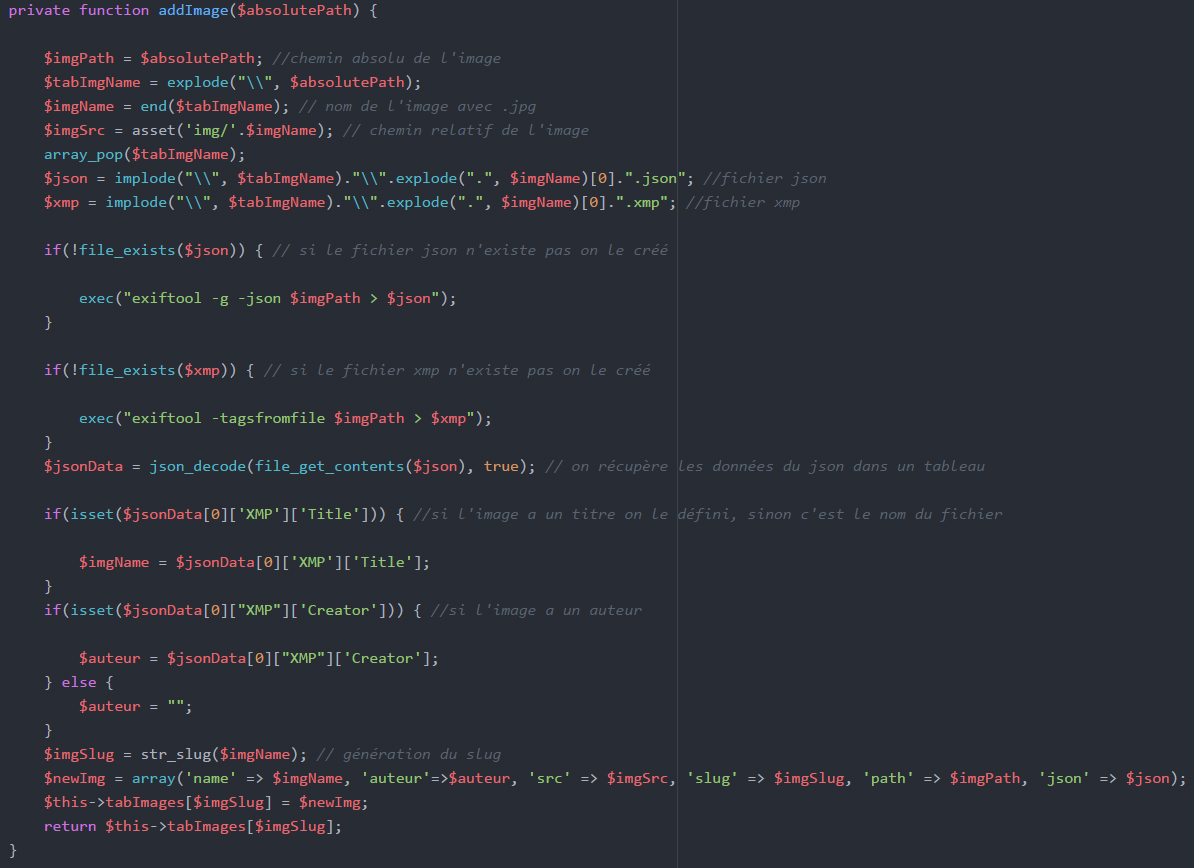 private function addImage($absolutePath) {
$imgPath = $absolutePath; //chemin absolu de l'image
$tabImgName = explode("\\", $absolutePath);
$imgName = end($tabImgName); // nom de l'image avec .jpg
$imgSrc = asset('img/'.$imgName); // chemin relatif de l'image
array_pop($tabImgName);
$json = implode("\\", $tabImgName)."\\".explode(".", $imgName)[0].".json"; //fichier json
$xmp = implode("\\", $tabImgName)."\\".explode(".", $imgName)[0].".xmp"; //fichier xmp
if(!file_exists($json)) { // si le fichier json n'existe pas on le créé
exec("exiftool -g -json $imgPath > $json");
}
if(!file_exists($xmp)) { // si le fichier xmp n'existe pas on le créé
exec("exiftool -tagsfromfile $imgPath > $xmp");
}
$jsonData = json_decode(file_get_contents($json), true); // on récupère les données du json dans un tableau
if(isset($jsonData[0]['XMP']['Title'])) { //si l'image a un titre on le défini, sinon c'est le nom du fichier
$imgName = $jsonData[0]['XMP']['Title'];
}
if(isset($jsonData[0]["XMP"]['Creator'])) { //si l'image a un auteur
$auteur = $jsonData[0]["XMP"]['Creator'];
} else {
$auteur = "";
}
$imgSlug = str_slug($imgName); // génération du slug
$newImg = array('name' => $imgName, 'auteur'=>$auteur, 'src' => $imgSrc, 'slug' => $imgSlug, 'path' => $imgPath, 'json' => $json);
$this->tabImages[$imgSlug] = $newImg;
return $this->tabImages[$imgSlug];
}